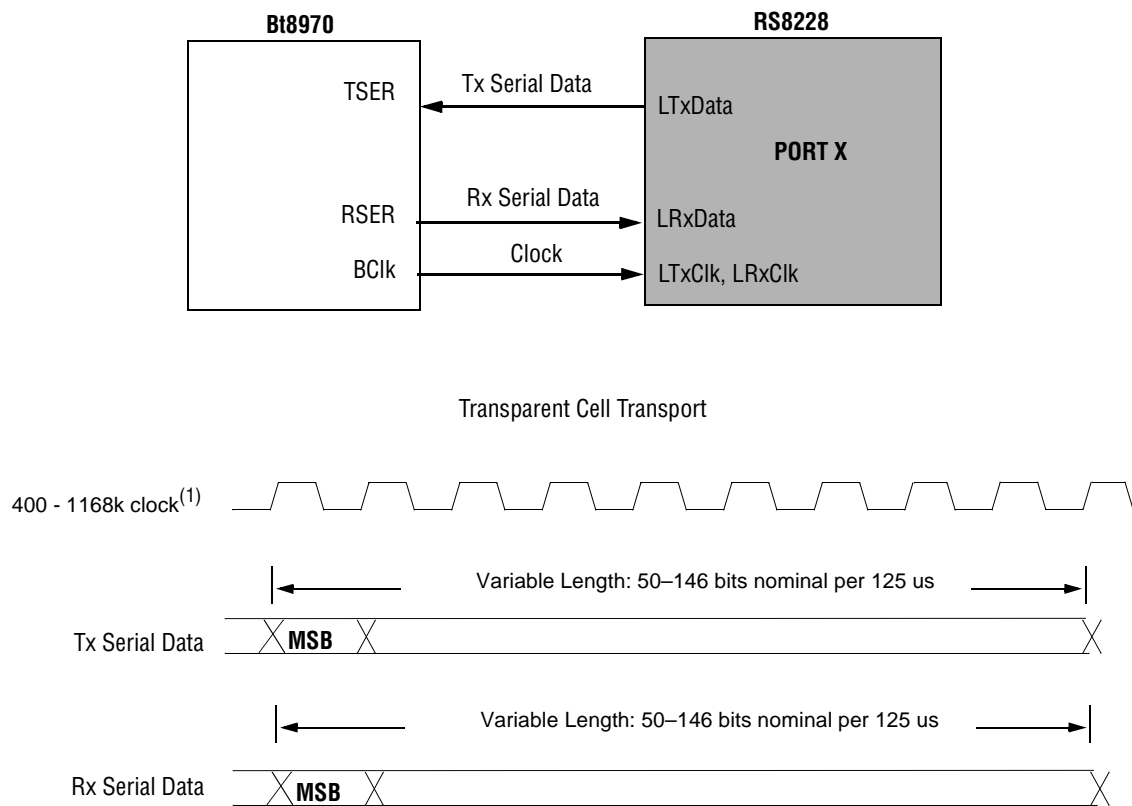 Bt8970
RS8228
TSER
Tx Serial Data
LTxData
PORT X
RSER
Rx Serial Data
LRxData
BClk
Clock
LTxClk, LRxClk
Transparent Cell Transport
400 - 1168k clock(1)
Variable Length: 50–146 bits nominal per 125 us
Tx Serial Data
MSB
Variable Length: 50–146 bits nominal per 125 us
Rx Serial Data
MSB